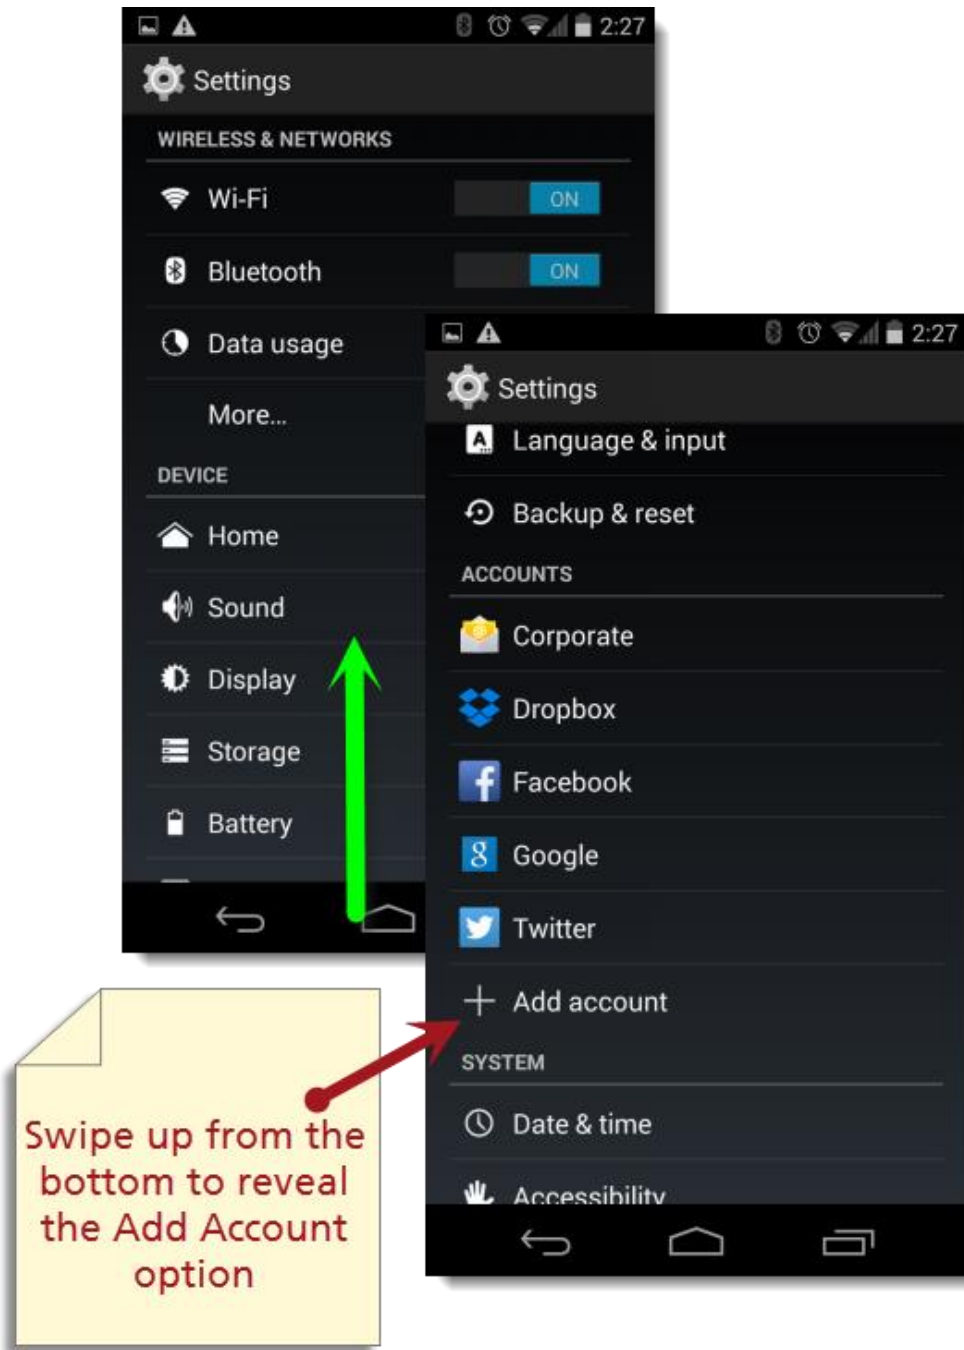 2:27
Settings
WIRELESS & NETWORKS
Wi-Fi
ON
Bluetooth
ON
Data usage
More...
DEVICE
Home
Sound
Display
Storage
Battery
2:27
Settings
Language & input
Backup & reset
ACCOUNTS
Corporate
Dropbox
Facebook
Google
Twitter
Add account
SYSTEM
Date & time
Accessibility
Swipe up from the
bottom to reveal
the Add Account
option